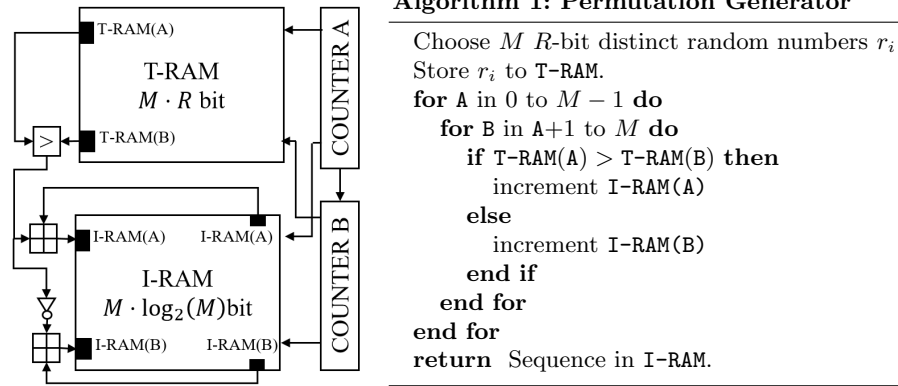 T-RAM(A)
T-RAM
M · R bit
T-RAM(B)
COUNTER A
>
I-RAM(A)
I-RAM(A)
I-RAM
M · log₂(M)bit
I-RAM(B)
I-RAM(B)
COUNTER B
Algorithm 1: Permutation Generator
Choose M R-bit distinct random numbers rᵢ
Store rᵢ to T-RAM.
for A in 0 to M − 1 do
for B in A+1 to M do
if T-RAM(A) > T-RAM(B) then
increment I-RAM(A)
else
increment I-RAM(B)
end if
end for
end for
return Sequence in I-RAM.